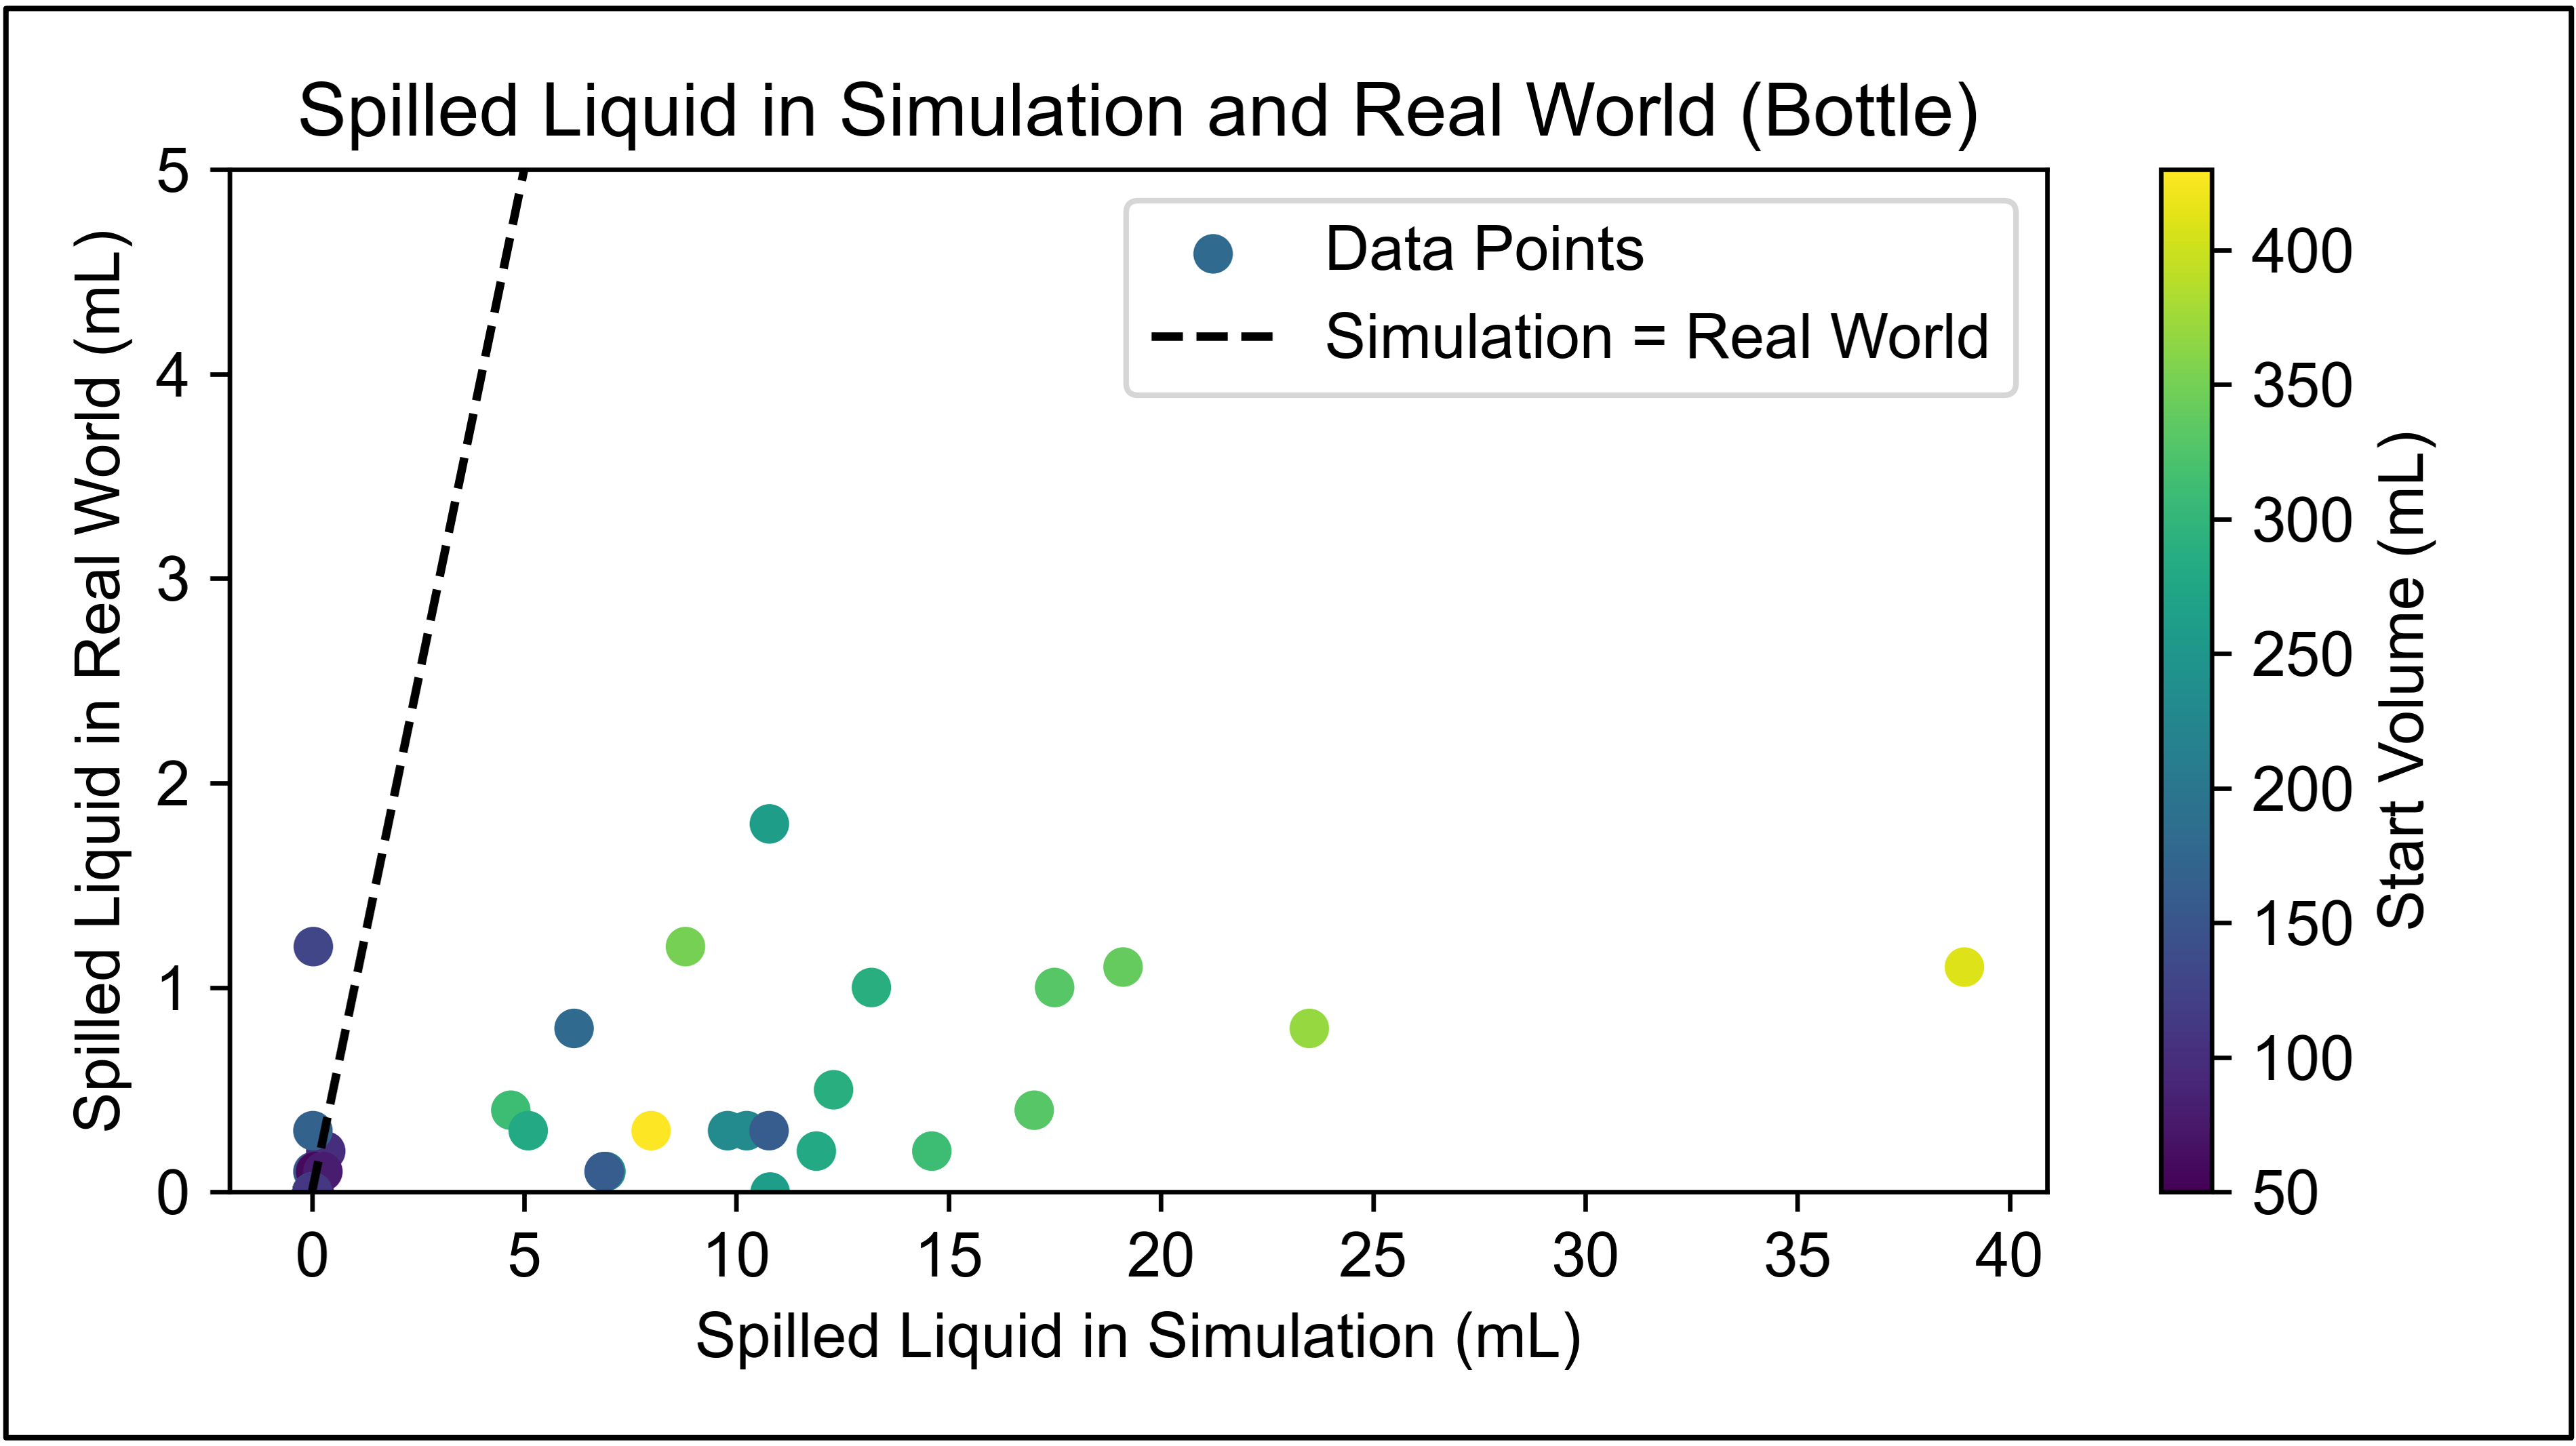 Spilled Liquid in Simulation and Real World (Bottle)
Spilled Liquid in Real World (mL)
5
4
3
2
1
0
Data Points
Simulation = Real World
0 5 10 15 20 25 30 35 40
Spilled Liquid in Simulation (mL)
400
350
300
250
200
150
100
50
Start Volume (mL)